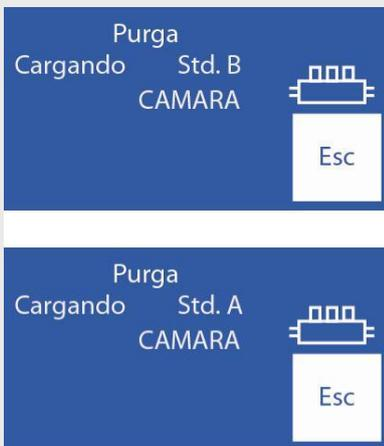 Purga
Cargando Std. B
CAMARA
Esc
Purga
Cargando Std. A
CAMARA
Esc